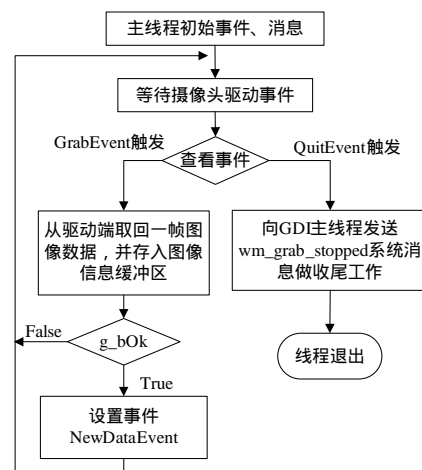 主线程初始事件、消息
等待摄像头驱动事件
GrabEvent触发
查看事件
QuitEvent触发
从驱动端取回一帧图
像数据，并存入图像
信息缓冲区
向GDI主线程发送
wm_grab_stopped系统消
息做收尾工作
False
g_bOk
线程退出
True
设置事件
NewDataEvent